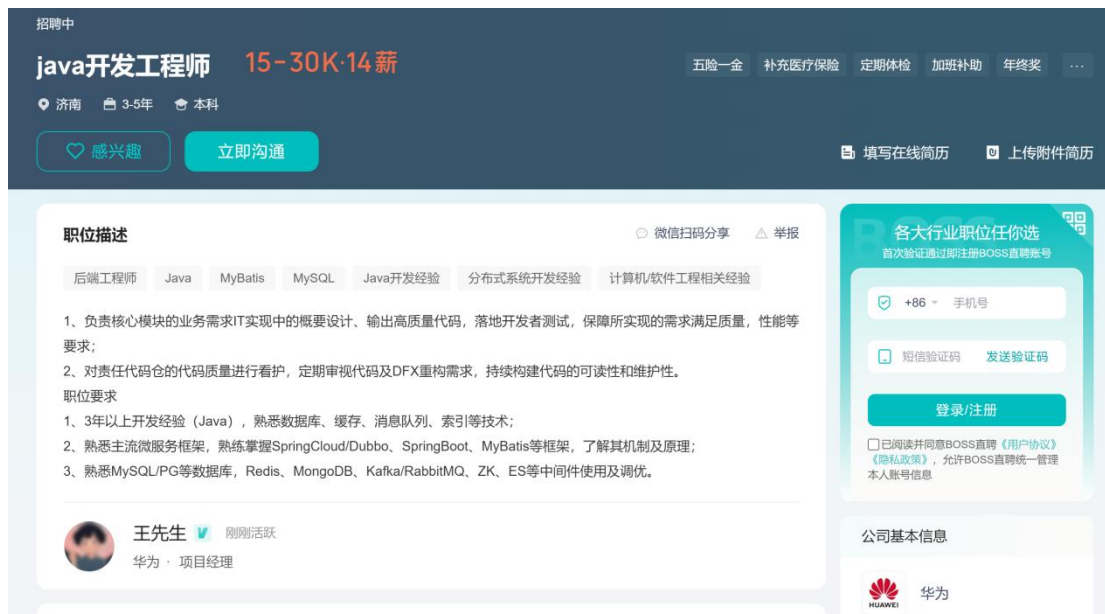 招聘中
java开发工程师 15-30K·14薪
五险一金 补充医疗保险 定期体检 加班补助 年终奖 ...
济南 3-5年 本科
感兴趣 立即沟通
填写在线简历 上传附件简历
职位描述
微信扫码分享 举报
后端工程师 Java MyBatis MySQL Java开发经验 分布式系统开发经验 计算机/软件工程相关经验
1、负责核心模块的业务需求IT实现中的概要设计、输出高质量代码，落地开发者测试，保障所实现的需求满足质量，性能等
要求；
2、对责任代码仓的代码质量进行看护，定期审视代码及DFX重构需求，持续构建代码的可读性和维护性。
职位要求
1、3年以上开发经验（Java），熟悉数据库、缓存、消息队列、索引等技术；
2、熟悉主流微服务框架，熟练掌握SpringCloud/Dubbo、SpringBoot、MyBatis等框架，了解其机制及原理；
3、熟悉MySQL/PG等数据库，Redis、MongoDB、Kafka/RabbitMQ、ZK、ES等中间件使用及调优。
王先生 刚刚活跃
华为 · 项目经理
BOSS
各大行业职位任你选
首次验证通过即注册BOSS直聘账号
+86 手机号
短信验证码 发送验证码
登录/注册
已阅读并同意BOSS直聘《用户协议》
《隐私政策》，允许BOSS直聘统一管理
本人账号信息
公司基本信息
HUAWEI
华为